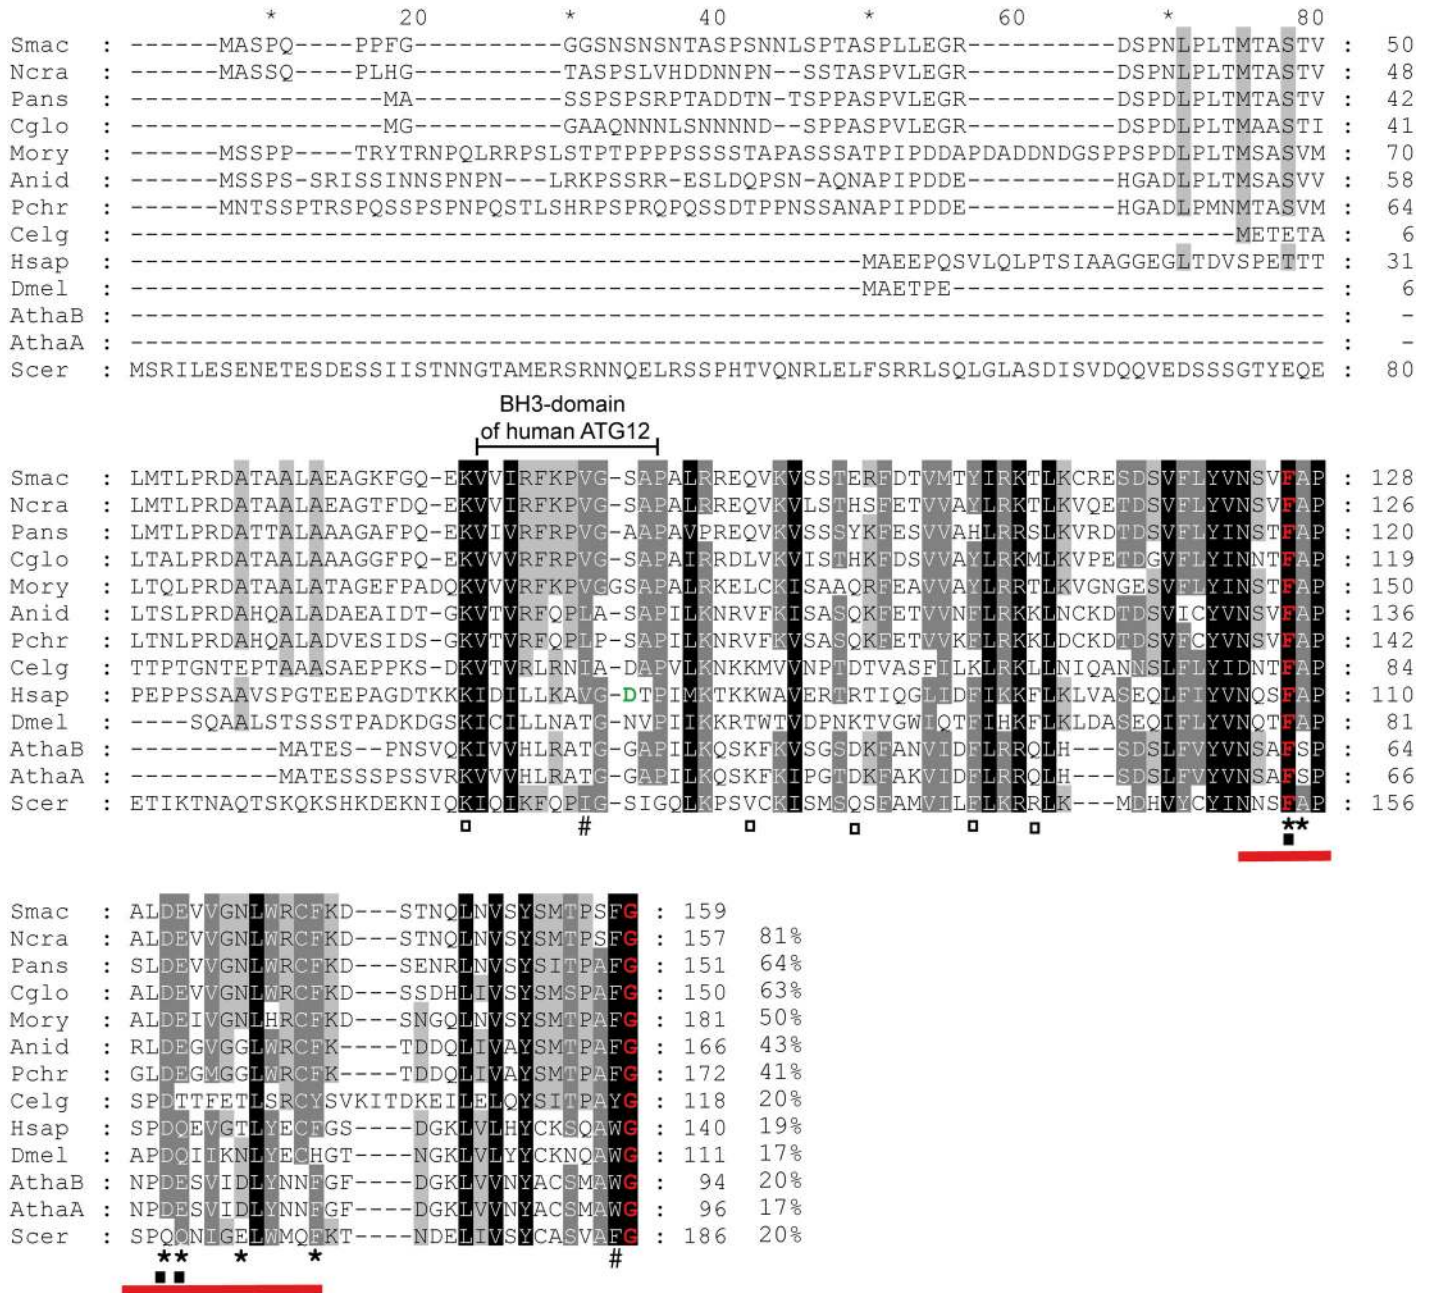 * 20 * 40 * 60 * 80
Smac : ------MASPQ----PPFG----------GGSNSNSNTASPSNNLSPTASPLLEGR----------DSPNLPLTMTASTV : 50
Ncra : ------MASSQ----PLHG----------TASPSLVHDDNNPN--SSTASPVLEGR----------DSPNLPLTMTASTV : 48
Pans : -----------------MA----------SSPSPSRPTADDTN-TSPPASPVLEGR----------DSPDLPLTMTASTV : 42
Cglo : -----------------MG----------GAAQNNNLSNNNND--SPPASPVLEGR----------DSPDLPLTMAASTI : 41
Mory : ------MSSPP----TRYTRNPQLRRPSLSTPTPPPPSSSSTAPASSSATPIPDDAPDADDNDGSPPSPDLPLTMSASVM : 70
Anid : ------MSSPS-SRISSINNSPNPN---LRKPSSRR-ESLDQPSN-AQNAPIPDDE----------HGADLPLTMSASVV : 58
Pchr : ------MNTSSPTRSPQSSPSPNPQSTLSHRPSPRQPQSSDTPPNSSANAPIPDDE----------HGADLPMNMTASVM : 64
Celg : --------------------------------------------------------------------------METETA : 6
Hsap : -------------------------------------------------MAEEPQSVLQLPTSIAAGGEGLTDVSPETTT : 31
Dmel : -------------------------------------------------MAETPE------------------------- : 6
AthaB : -------------------------------------------------------------------------------- : -
AthaA : -------------------------------------------------------------------------------- : -
Scer : MSRILESENETESDESSIISTNNGTAMERSRNNQELRSSPHTVQNRLELFSRRLSQLGLASDISVDQQVEDSSSGTYEQE : 80
BH3-domain
of human ATG12
Smac : LMTLPRDATAALAEAGKFGQ-EKVVIRFKPVG-SAPALRREQVKVSSTERFDTVMTYIRKTLKCRESDSVFLYVNSVFAP : 128
Ncra : LMTLPRDATAALAEAGTFDQ-EKVVIRFKPVG-SAPALRREQVKVLSTHSFETVVAYLRKTLKVQETDSVFLYVNSVFAP : 126
Pans : LMTLPRDATTALAAAGAFPQ-EKVIVRFRPVG-AAPAVPREQVKVSSSYKFESVVAHLRRSLKVRDTDSVFLYINSTFAP : 120
Cglo : LTALPRDATAALAAAGGFPQ-EKVVVRFKPVG-SAPAIRRDLVKVISTHKFDSVVAYLRKMLKVPETDGVFLYINNTFAP : 119
Mory : LTQLPRDATAALATAGEFPADQKVVVRFKPVGGSAPALRKELCKISAAQRFEAVVAYLRKTLKVGNGESVFLYINSTFAP : 150
Anid : LTSLPRDAHQALADAEAIDT-GKVTVRFQPLA-SAPILKNRVFKISASQKFETVVNFLRKKLNCKDTDSVICYVNSVFAP : 136
Pchr : LTNLPRDAHQALADVESIDS-GKVTVRFQPLP-SAPILKNRVFKVSASQKFETVVKFLRKKLDCKDTDSVFCYVNSVFAP : 142
Celg : TTPTGNTEPTAAASAEPPKS-DKVTVRLRNIA-DAPVLKNKKMVVNPTDTVASFILKLRKLLNIQANNSLFLYIDNTFAP : 84
Hsap : PEPPSSAAVSPGTEEPAGDTKKKIDILLKAVG-DTPIMKTKKWAVERTRTIQGLIDFIKKFLKLVASEQLFIYVNQSFAP : 110
Dmel : ----SQAALSTSSSTPADKDGSKICILLNATG-NVPIIKKRTWTVDPNKTVGWIQTFIHKFLKLDASEQIFLYVNQTFAP : 81
AthaB : ----------MATES--PNSVQKIVVHLRATG-GAPILKQSKFKVSGSDKFANVIDFLRRQLH---SDSLFVYVNSAFSP : 64
AthaA : ----------MATESSSPSSVRKVVVHLRATG-GAPILKQSKFKIPGTDKFAKVIDFLRRQLH---SDSLFVYVNSAFSP : 66
Scer : ETIKTNAQTSKQKSHKDEKNIQKIQIKFQPIG-SIGQLKPSVCKISMSQSFAMVILFLKRRLK---MDHVYCYINNSFAP : 156
# **
Smac : ALDEVVGNLWRCFKD---STNQLNVSYSMTPSFG : 159
Ncra : ALDEVVGNLWRCFKD---STNQLNVSYSMTPSFG : 157 81%
Pans : SLDEVVGNLWRCFKD---SENRLNVSYSITPAFG : 151 64%
Cglo : ALDEVVGNLWRCFKD---SSDHLIVSYSMSPAFG : 150 63%
Mory : ALDEIVGNLHRCFKD---SNGQLNVSYSMTPAFG : 181 50%
Anid : RLDEGVGGLWRCFK----TDDQLIVAYSMTPAFG : 166 43%
Pchr : GLDEGMGGLWRCFK----TDDQLIVAYSMTPAFG : 172 41%
Celg : SPDTTFETLSRCYSVKITDKEILELQYSITPAYG : 118 20%
Hsap : SPDQEVGTLYECFGS----DGKLVLHYCKSQAWG : 140 19%
Dmel : APDQIIKNLYECHGT----NGKLVLYYCKNQAWG : 111 17%
AthaB : NPDESVIDLYNNFGF----DGKLVVNYACSMAWG : 94 20%
AthaA : NPDESVIDLYNNFGF----DGKLVVNYACSMAWG : 96 17%
Scer : SPQQNIGELWMQFKT----NDELIVSYCASVAFG : 186 20%
** * * #